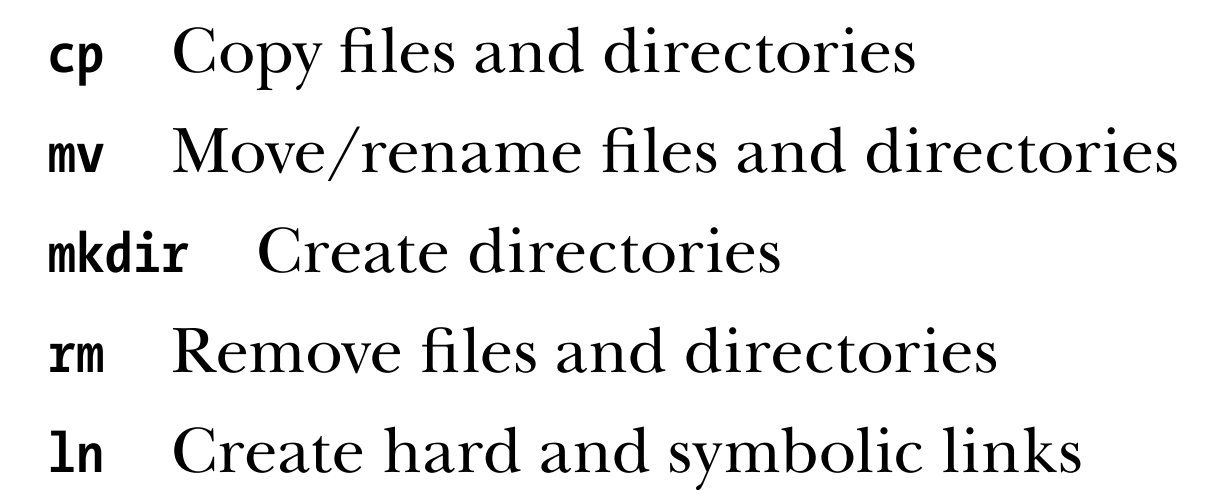 cp Copy files and directories
mv Move/rename files and directories
mkdir Create directories
rm Remove files and directories
ln Create hard and symbolic links